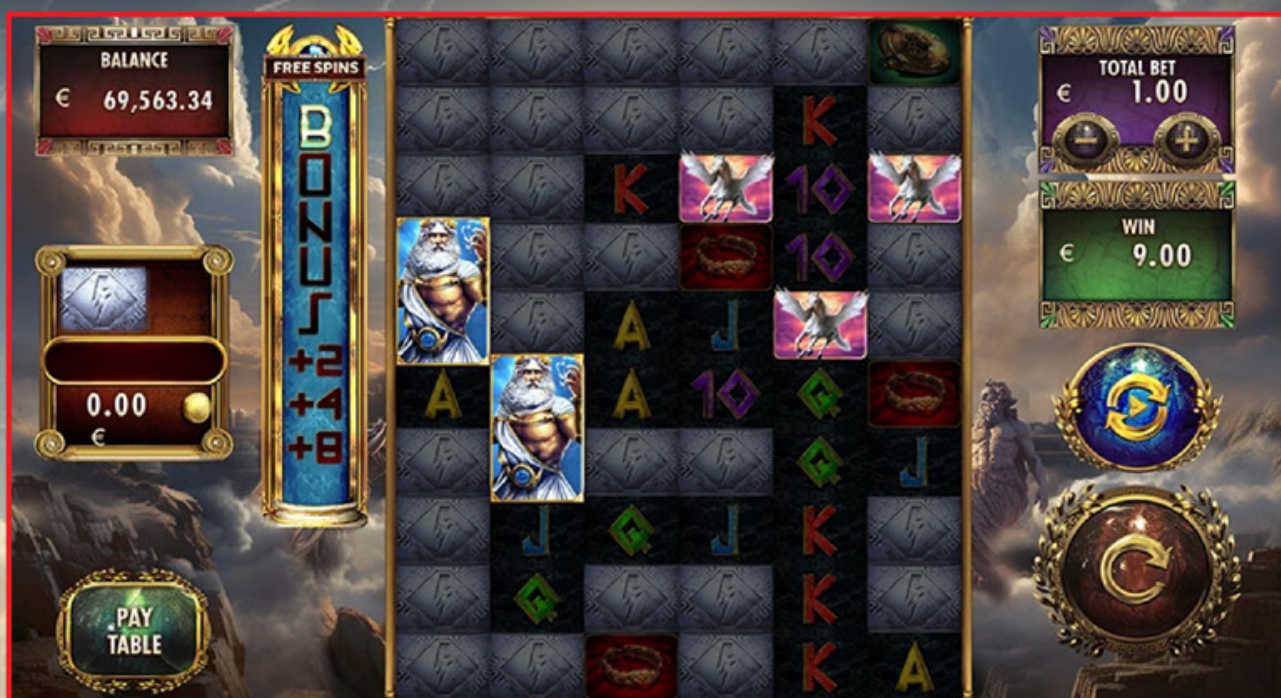 BALANCE
€ 69,563.34
FREE SPINS
BONUS
+2
+4
+8
0.00
€
PAY
TABLE
K
K
10
10
A
J
A
A
10
Q
Q
J
J
Q
J
K
Q
K
K
A
TOTAL BET
€ 1.00
WIN
€ 9.00